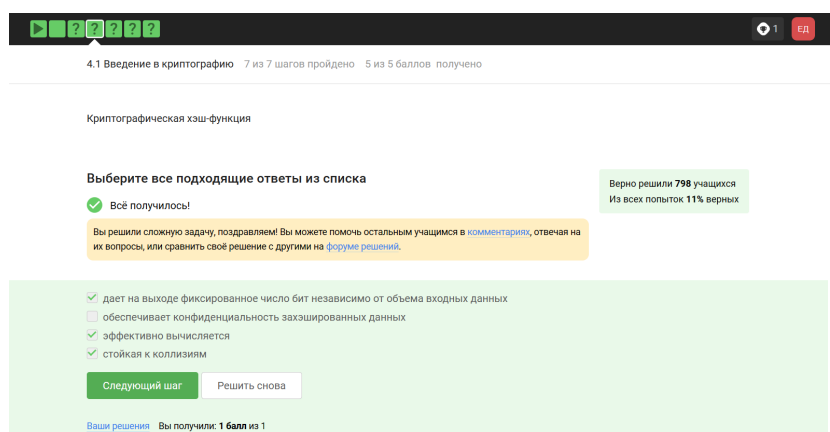 ? ? ? ? ?
1
ЕД
4.1 Введение в криптографию 7 из 7 шагов пройдено 5 из 5 баллов получено
Криптографическая хэш-функция
Выберите все подходящие ответы из списка
Верно решили 798 учащихся
Из всех попыток 11% верных
Всё получилось!
Вы решили сложную задачу, поздравляем! Вы можете помочь остальным учащимся в комментариях, отвечая на
их вопросы, или сравнить своё решение с другими на форуме решений.
дает на выходе фиксированное число бит независимо от объема входных данных
обеспечивает конфиденциальность захэшированных данных
эффективно вычисляется
стойкая к коллизиям
Следующий шаг
Решить снова
Ваши решения Вы получили: 1 балл из 1